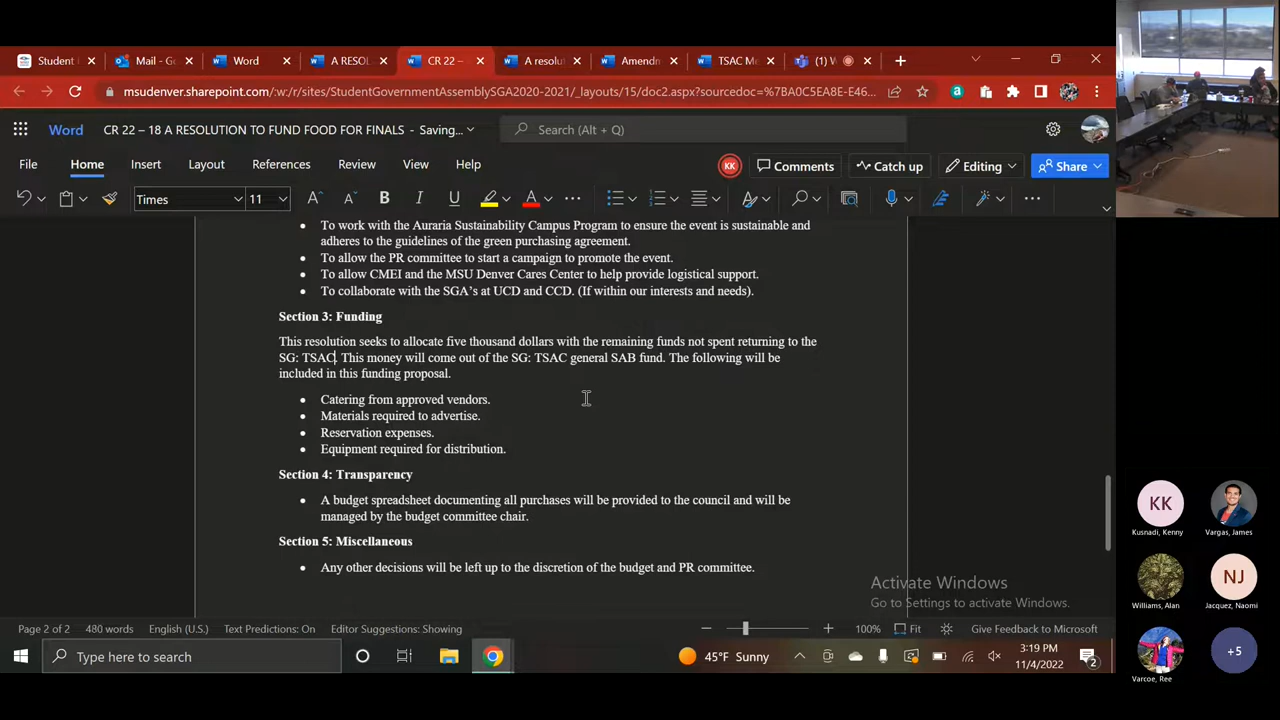 Student
Mail - G
Word
A RESOL
CR 22 –
A resolu
Amendm
TSAC Me
(1) W
msudenver.sharepoint.com/:w:/r/sites/StudentGovernmentAssemblySGA2020-2021/_layouts/15/doc2.aspx?sourcedoc=%7BA0C5EA8E-E46...
Word CR 22 – 18 A RESOLUTION TO FUND FOOD FOR FINALS - Saving... Search (Alt + Q)
File Home Insert Layout References Review View Help KK Comments Catch up Editing Share
Times 11 B I U A
To work with the Auraria Sustainability Campus Program to ensure the event is sustainable and
adheres to the guidelines of the green purchasing agreement.
To allow the PR committee to start a campaign to promote the event.
To allow CMEI and the MSU Denver Cares Center to help provide logistical support.
To collaborate with the SGA's at UCD and CCD. (If within our interests and needs).
Section 3: Funding
This resolution seeks to allocate five thousand dollars with the remaining funds not spent returning to the
SG: TSAC. This money will come out of the SG: TSAC general SAB fund. The following will be
included in this funding proposal.
Catering from approved vendors.
Materials required to advertise.
Reservation expenses.
Equipment required for distribution.
Section 4: Transparency
A budget spreadsheet documenting all purchases will be provided to the council and will be
managed by the budget committee chair.
Section 5: Miscellaneous
Any other decisions will be left up to the discretion of the budget and PR committee.
Activate Windows
Go to Settings to activate Windows.
Page 2 of 2 480 words English (U.S.) Text Predictions: On Editor Suggestions: Showing 100% Fit Give Feedback to Microsoft
Type here to search 45°F Sunny 3:19 PM
11/4/2022 2
KK
Kusnadi, Kenny Vargas, James
NJ
Williams, Alan Jacquez, Naomi
+5
Varcoe, Ree